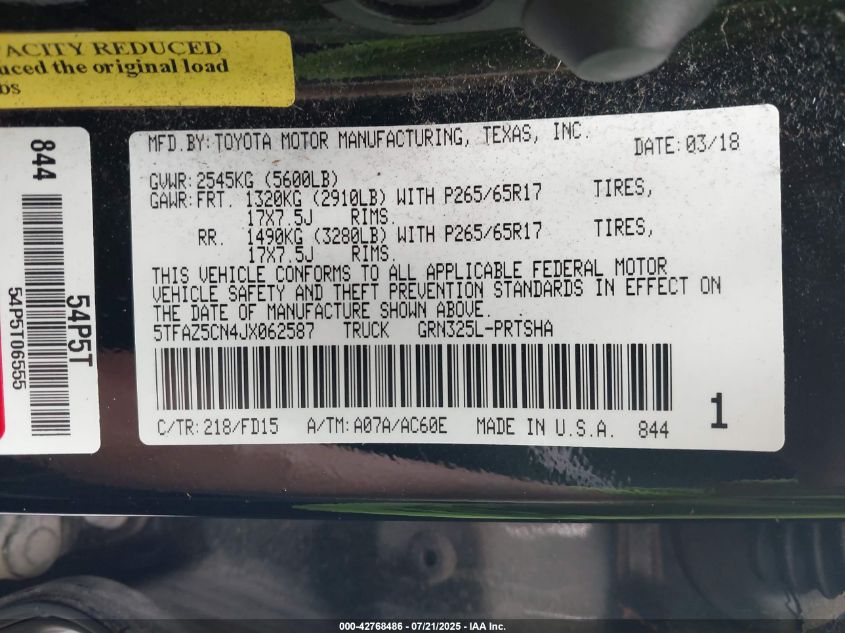 ACITY REDUCED
uced the original load
bs
844
54P5T
54P5T06555
MFD.BY:TOYOTA MOTOR MANUFACTURING, TEXAS, INC.
DATE:03/18
GVWR:2545KG (5600LB)
GAWR:FRT. 1320KG (2910LB) WITH P265/65R17 TIRES,
17X7.5J RIMS.
RR. 1490KG (3280LB) WITH P265/65R17 TIRES,
17X7.5J RIMS.
THIS VEHICLE CONFORMS TO ALL APPLICABLE FEDERAL MOTOR
VEHICLE SAFETY AND THEFT PREVENTION STANDARDS IN EFFECT ON
THE DATE OF MANUFACTURE SHOWN ABOVE.
5TFAZ5CN4JX062587 TRUCK GRN325L-PRTSHA
C/TR:218/FD15 A/TM:A07A/AC60E MADE IN U.S.A. 844
1
000-42768486 - 07/21/2025 - IAA Inc.